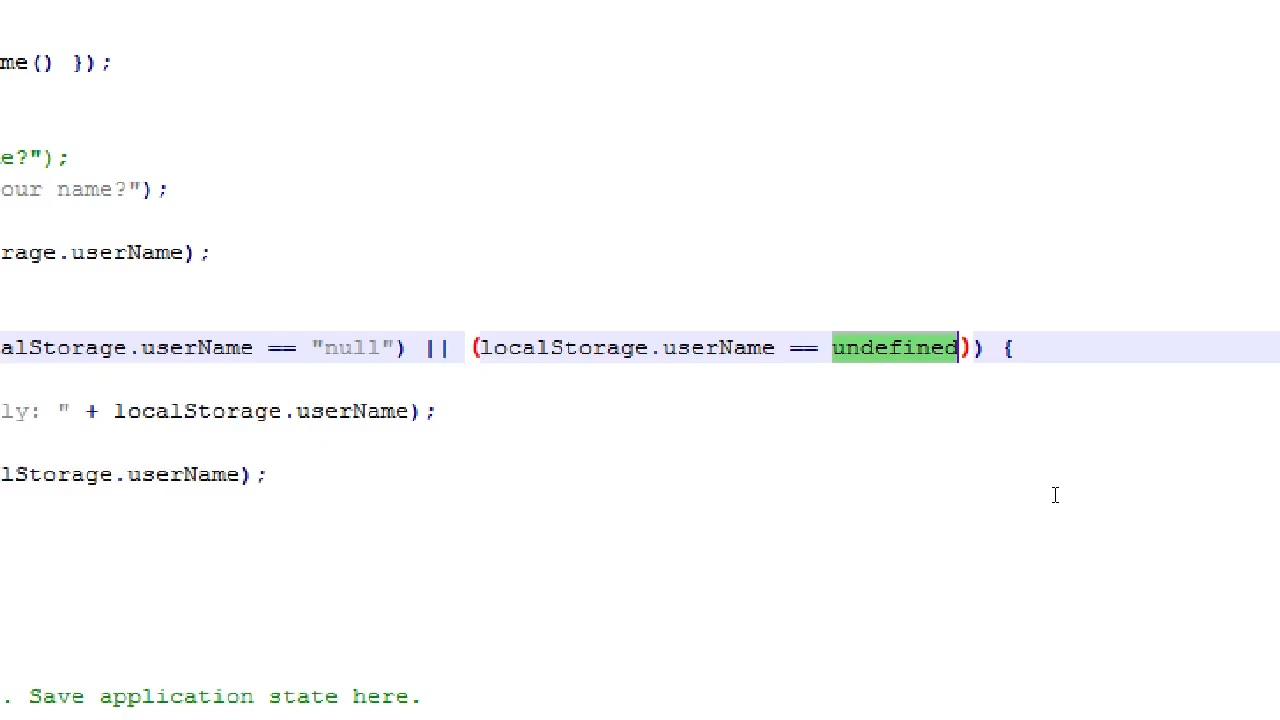 me() });
e?");
our name?");
rage.userName);
alStorage.userName == "null") || (localStorage.userName == undefined)) {
ly: " + localStorage.userName);
lStorage.userName);
. Save application state here.